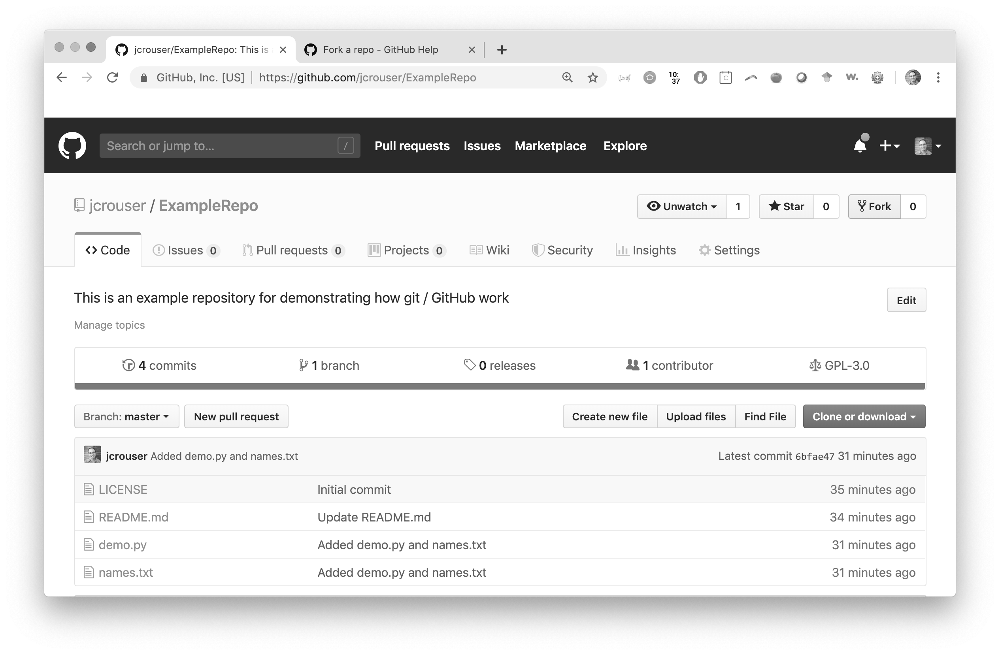 jcrouser/ExampleRepo: This is
Fork a repo - GitHub Help
GitHub, Inc. [US] https://github.com/jcrouser/ExampleRepo
10:
37
C
w.
Search or jump to... /
Pull requests Issues Marketplace Explore
jcrouser / ExampleRepo
Unwatch 1 Star 0 Fork 0
Code Issues 0 Pull requests 0 Projects 0 Wiki Security Insights Settings
This is an example repository for demonstrating how git / GitHub work
Edit
Manage topics
4 commits 1 branch 0 releases 1 contributor GPL-3.0
Branch: master New pull request Create new file Upload files Find File Clone or download
jcrouser Added demo.py and names.txt Latest commit 6bfae47 31 minutes ago
LICENSE Initial commit 35 minutes ago
README.md Update README.md 34 minutes ago
demo.py Added demo.py and names.txt 31 minutes ago
names.txt Added demo.py and names.txt 31 minutes ago